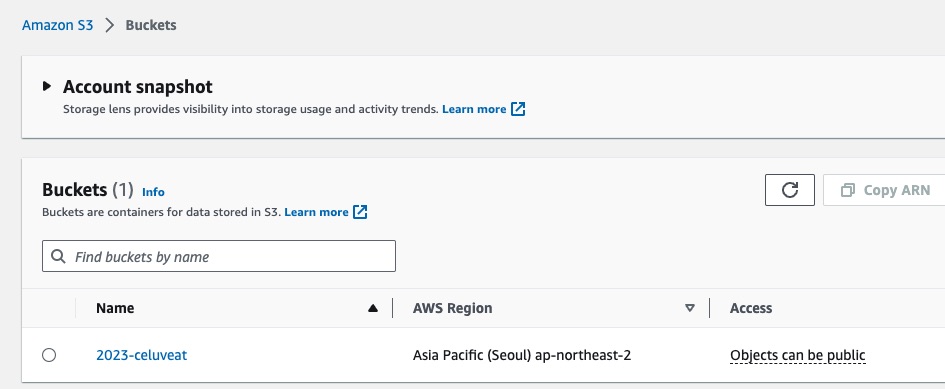 Amazon S3 > Buckets
Account snapshot
Storage lens provides visibility into storage usage and activity trends. Learn more
Buckets (1) Info
Copy ARN
Buckets are containers for data stored in S3. Learn more
Find buckets by name
Name AWS Region Access
2023-celuveat Asia Pacific (Seoul) ap-northeast-2 Objects can be public